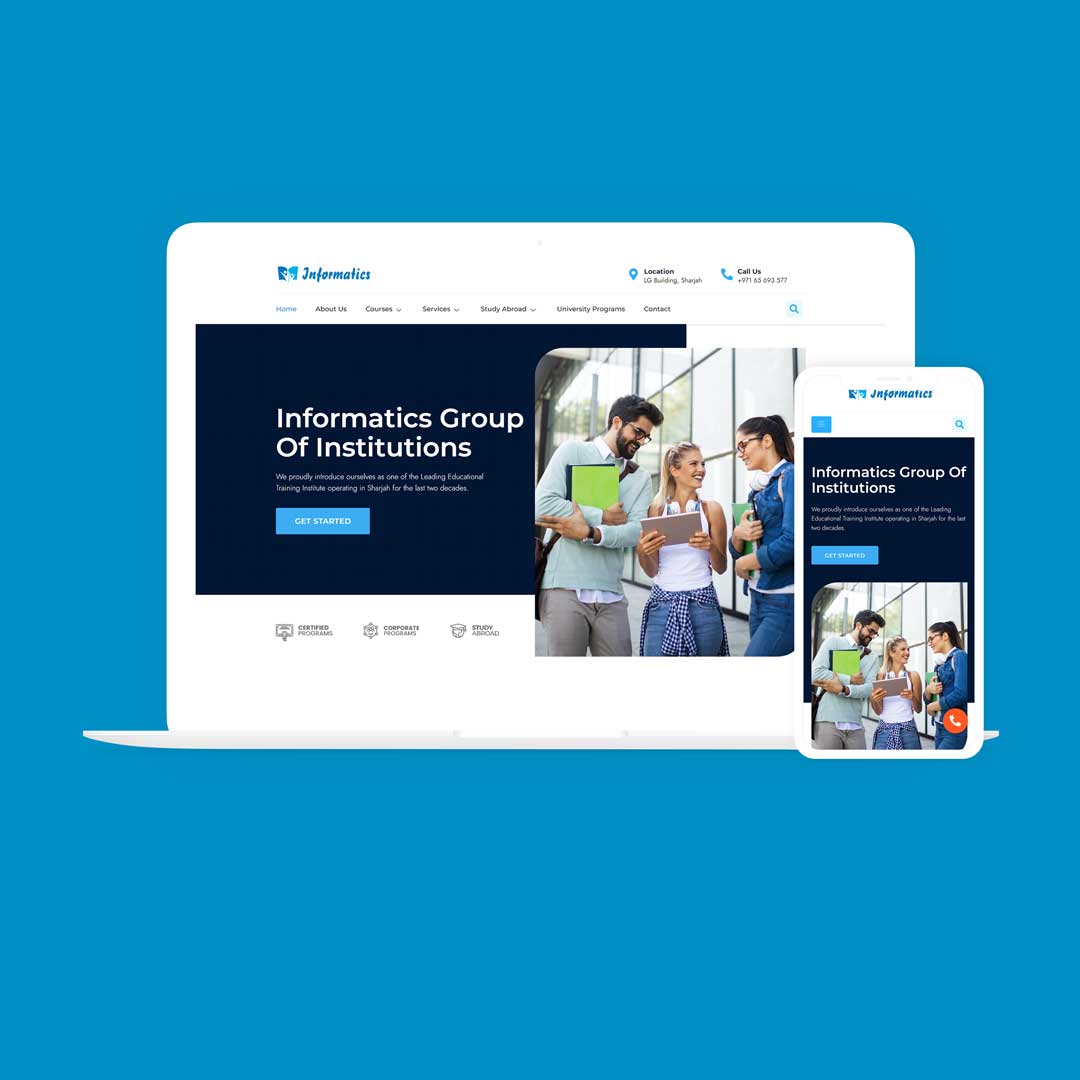 Informatics
Location
LG Building, Sharjah
Call Us
+971 65 693 577
Home About Us Courses Services Study Abroad University Programs Contact
Informatics Group
Of Institutions
We proudly introduce ourselves as one of the Leading Educational
Training Institute operating in Sharjah for the last two decades.
GET STARTED
CERTIFIED
PROGRAMS
CORPORATE
PROGRAMS
STUDY
ABROAD
Informatics
Informatics Group Of
Institutions
We proudly introduce ourselves as one of the Leading
Educational Training Institute operating in Sharjah for the last
two decades.
GET STARTED